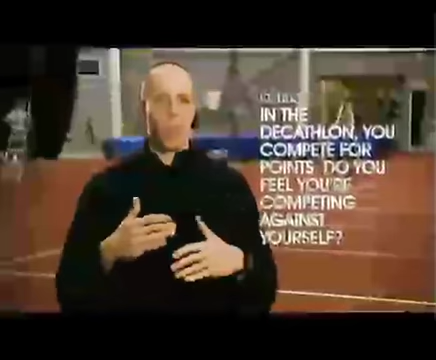 IN THE
DECATHLON, YOU
COMPETE FOR
POINTS DO YOU
FEEL YOU'RE
COMPETING
AGAINST
YOURSELF?